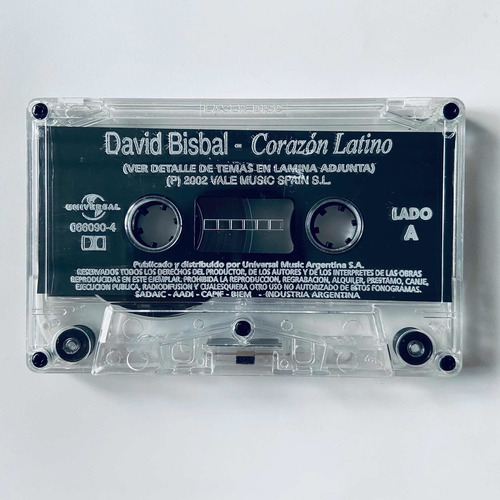 David Bisbal - Corazón Latino
(VER DETALLE DE TEMAS EN LAMINA ADJUNTA)
(P) 2002 VALE MUSIC SPAIN S.L.
UNIVERSAL
066090-4
LADO
A
Publicado y distribuido por Universal Music Argentina S.A.
RESERVADOS TODOS LOS DERECHOS DEL PRODUCTOR, DE LOS AUTORES Y DE LOS INTERPRETES DE LAS OBRAS
REPRODUCIDAS EN ESTE EJEMPLAR. PROHIBIDA LA REPRODUCCION, REGRABACION, ALQUILER, PRESTAMO, CANJE,
EJECUCION PUBLICA, RADIODIFUSION Y CUALESQUIERA OTRO USO NO AUTORIZADO DE ESTOS FONOGRAMAS.
SADAIC - AADI - CAPIF - BIEM - INDUSTRIA ARGENTINA